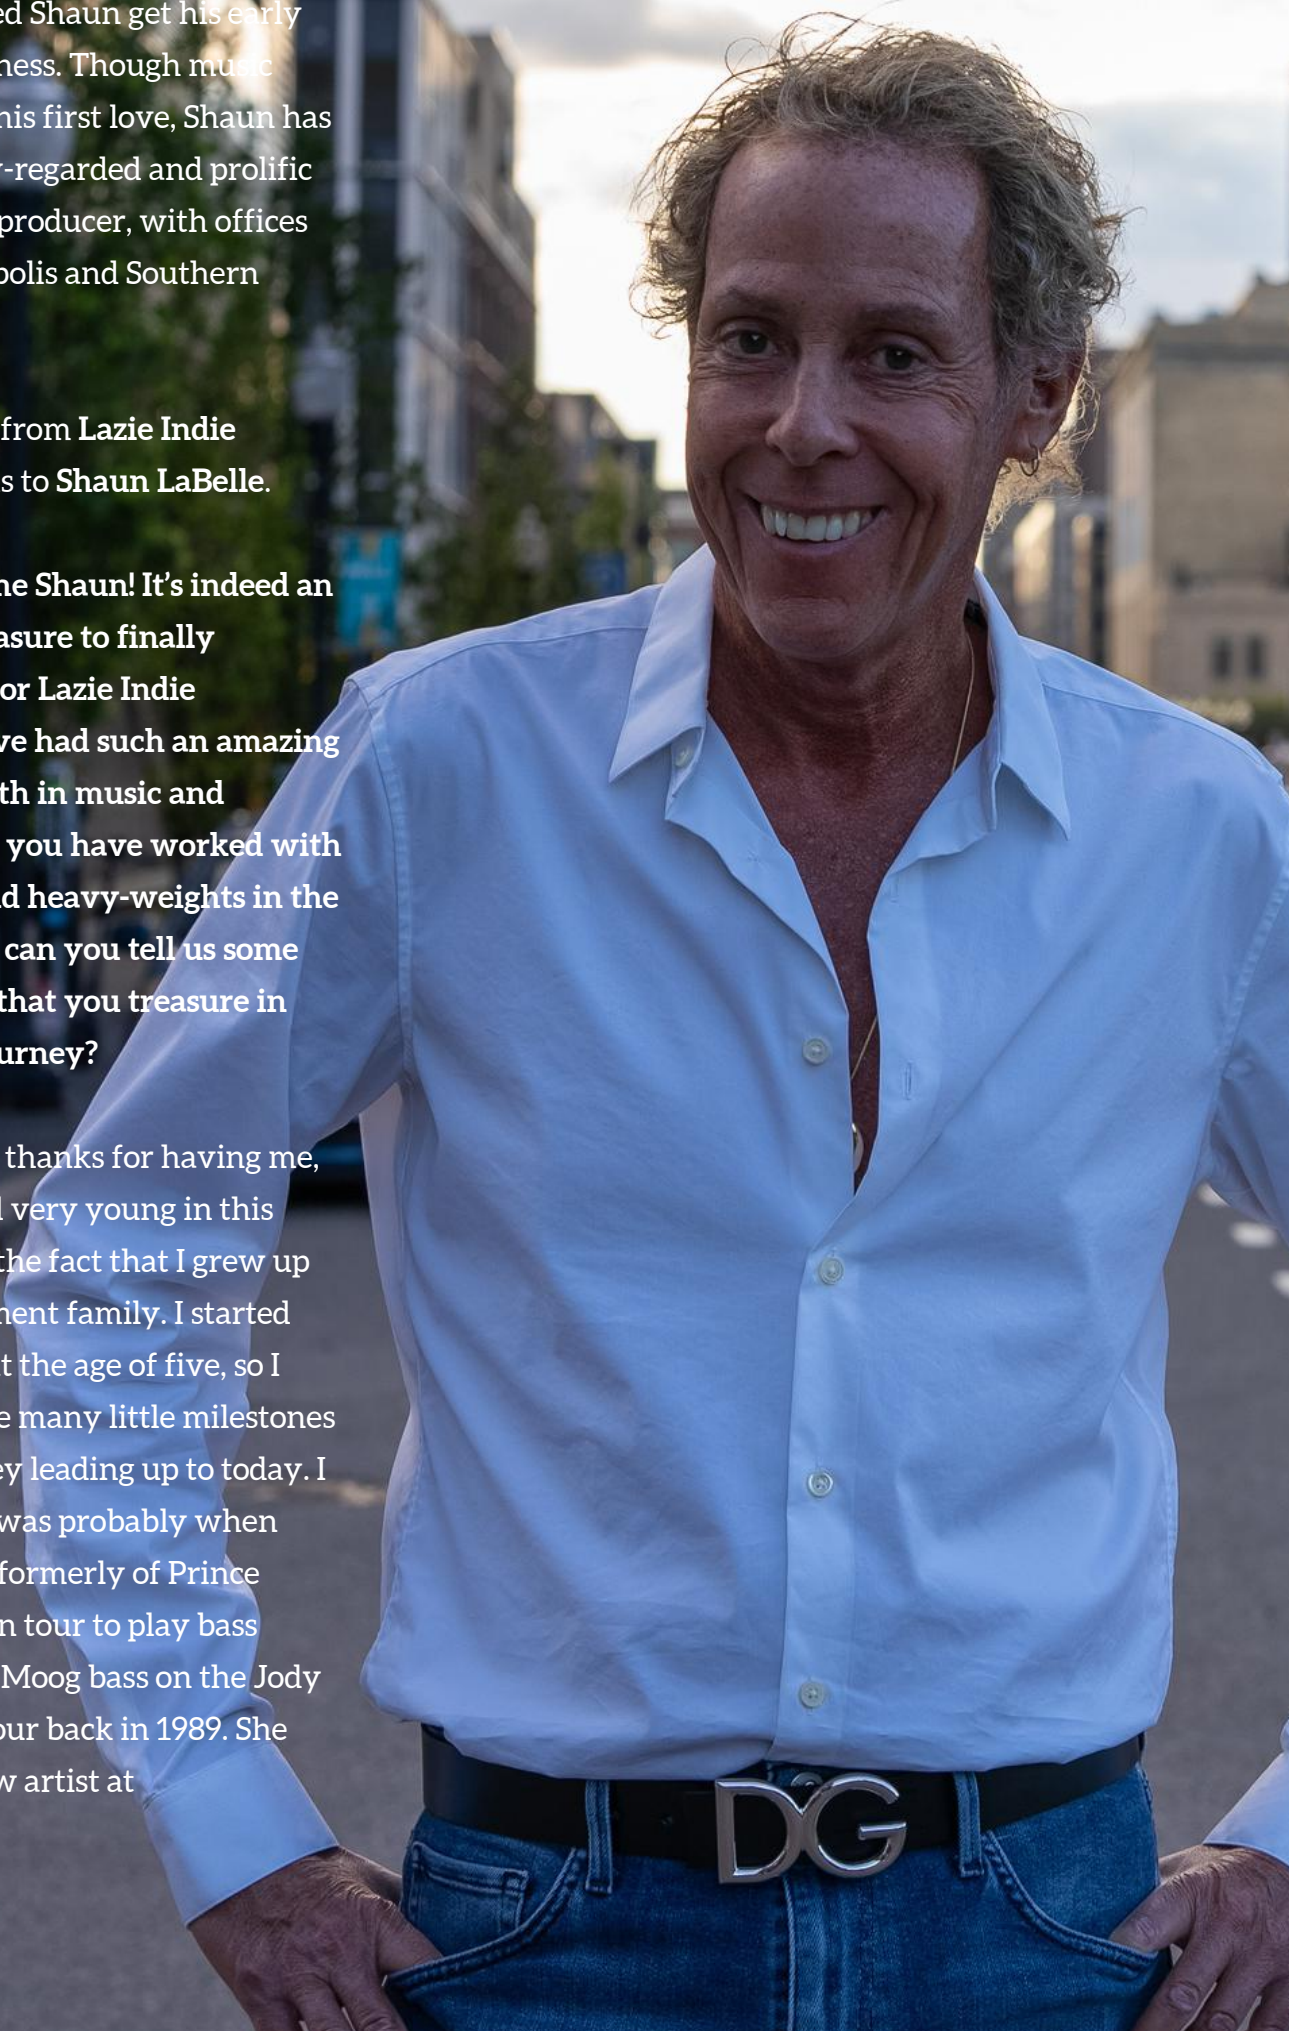 ed Shaun get his early
ness. Though music
his first love, Shaun has
y-regarded and prolific
producer, with offices
polis and Southern
from Lazie Indie
s to Shaun LaBelle.
me Shaun! It’s indeed an
asure to finally
or Lazie Indie
ve had such an amazing
th in music and
you have worked with
d heavy-weights in the
can you tell us some
that you treasure in
urney?
thanks for having me,
very young in this
the fact that I grew up
ment family. I started
t the age of five, so I
e many little milestones
ey leading up to today. I
was probably when
formerly of Prince
n tour to play bass
Moog bass on the Jody
our back in 1989. She
w artist at
DG